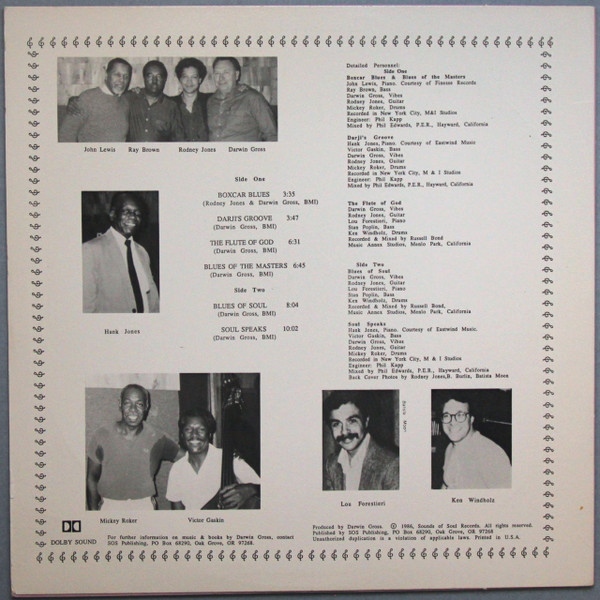 John Lewis Ray Brown Rodney Jones Darwin Gross
Side One
BOXCAR BLUES 3:35
(Rodney Jones & Darwin Gross, BMI)
DARJI'S GROOVE 3:47
(Darwin Gross, BMI)
THE FLUTE OF GOD 6:31
(Darwin Gross, BMI)
BLUES OF THE MASTERS 6:45
(Darwin Gross, BMI)
Side Two
BLUES OF SOUL 8:04
(Darwin Gross, BMI)
SOUL SPEAKS 10:02
(Darwin Gross, BMI)
Hank Jones
Mickey Roker Victor Gaskin
DOLBY SOUND
For further information on music & books by Darwin Gross, contact
SOS Publishing, PO Box 68290, Oak Grove, OR 97268.
Detailed Personnel:
Side One
Boxcar Blues & Blues of the Masters
John Lewis, Piano. Courtesy of Finesse Records
Ray Brown, Bass
Darwin Gross, Vibes
Rodney Jones, Guitar
Mickey Roker, Drums
Recorded in New York City, M&I Studios
Engineer: Phil Kapp
Mixed by Phil Edwards, P.E.R., Hayward, California
Darji's Groove
Hank Jones, Piano. Courtesy of Eastwind Music
Victor Gaskin, Bass
Darwin Gross, Vibes
Rodney Jones, Guitar
Mickey Roker, Drums
Recorded in New York City, M & I Studios
Engineer: Phil Kapp
Mixed by Phil Edwards, P.E.R., Hayward, California
The Flute of God
Darwin Gross, Vibes
Rodney Jones, Guitar
Lou Forestieri, Piano
Stan Poplin, Bass
Ken Windholz, Drums
Recorded & Mixed by Russell Bond
Music Annex Studios, Menlo Park, California
Side Two
Blues of Soul
Darwin Gross, Vibes
Rodney Jones, Guitar
Lou Forestieri, Piano
Stan Poplin, Bass
Ken Windholz, Drums
Recorded & Mixed by Russell Bond,
Music Annex Studios, Menlo Park, California
Soul Speaks
Hank Jones, Piano. Courtesy of Eastwind Music.
Victor Gaskin, Bass
Darwin Gross, Vibes
Rodney Jones, Guitar
Mickey Roker, Drums
Recorded in New York City, M & I Studios
Engineer: Phil Kapp
Mixed by Phil Edwards, P.E.R., Hayward, California
Back Cover Photos by Rodney Jones, B. Burlin, Batista Moon
Lou Forestieri
Ken Windholz
Produced by Darwin Gross. © 1986, Sounds of Soul Records. All rights reserved.
Published by SOS Publishing, PO Box 68290, Oak Grove, OR 97268
Unauthorized duplication is a violation of applicable laws. Printed in U.S.A.